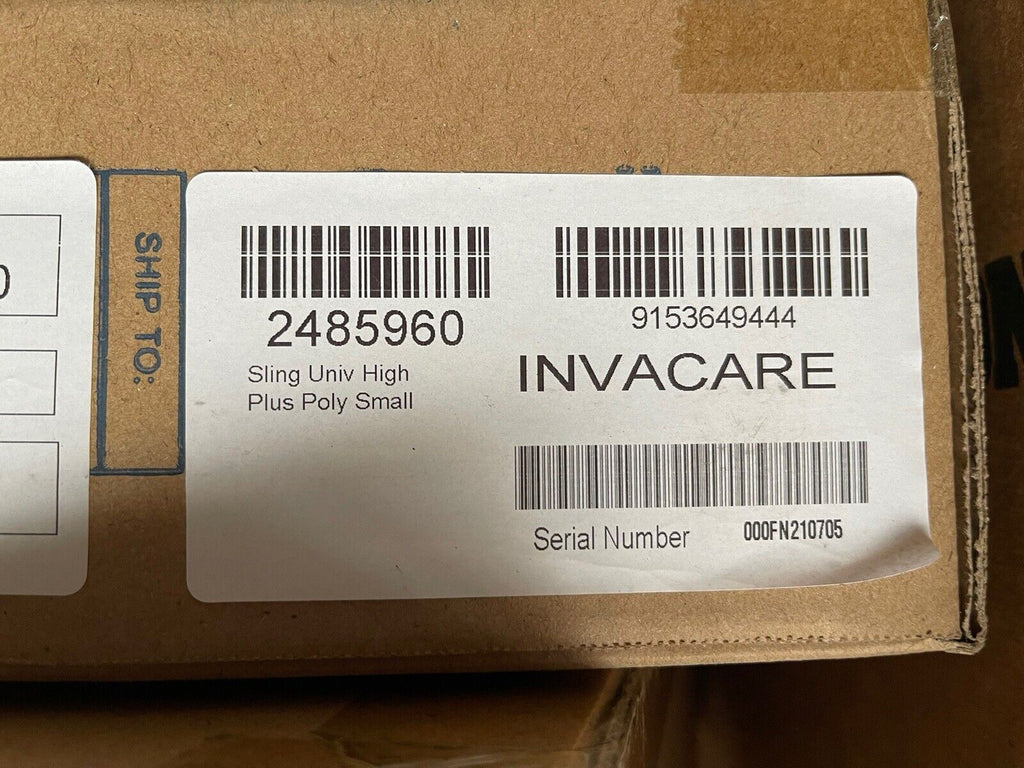 SHIP TO:
2485960
Sling Univ High
Plus Poly Small
9153649444
INVACARE
Serial Number 000FN210705